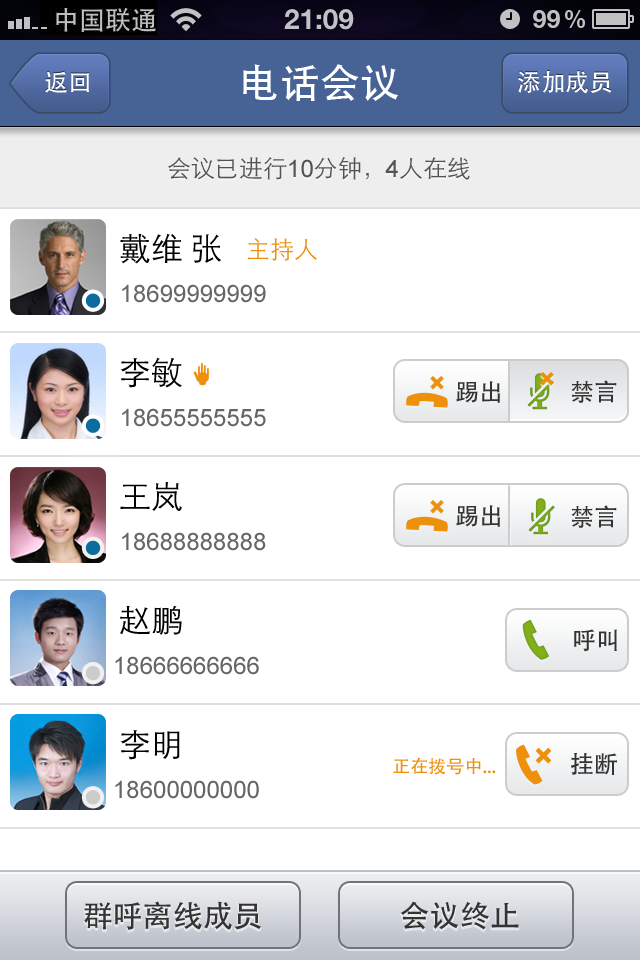 中国联通 21:09 99%
返回 电话会议 添加成员
会议已进行10分钟，4人在线
戴维 张 主持人
18699999999
李敏
18655555555
踢出 禁言
王岚
18688888888
踢出 禁言
赵鹏
18666666666
呼叫
李明
18600000000
正在拨号中... 挂断
群呼离线成员 会议终止